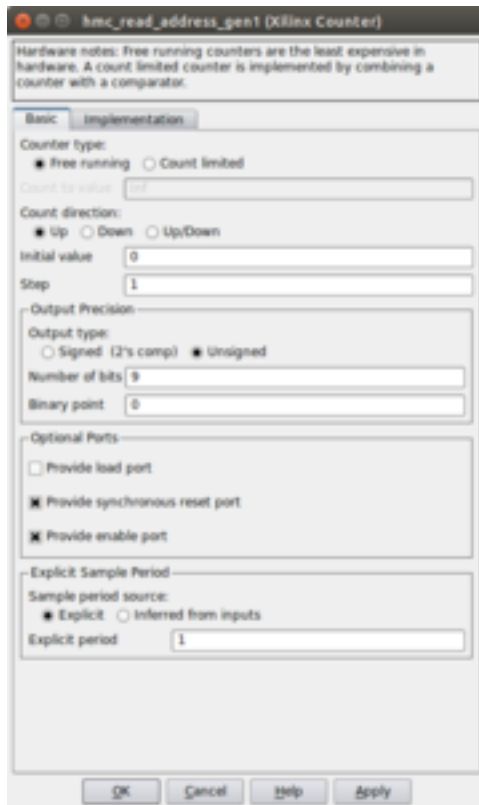 hmc_read_address_gen1 (Xilinx Counter)
Hardware notes: Free running counters are the least expensive in
hardware. A count limited counter is implemented by combining a
counter with a comparator.
Basic Implementation
Counter type:
Free running Count limited
Count to value Inf
Count direction:
Up Down Up/Down
Initial value 0
Step 1
Output Precision
Output type:
Signed (2's comp) Unsigned
Number of bits 9
Binary point 0
Optional Ports
Provide load port
Provide synchronous reset port
Provide enable port
Explicit Sample Period
Sample period source:
Explicit Inferred from inputs
Explicit period 1
OK Cancel Help Apply